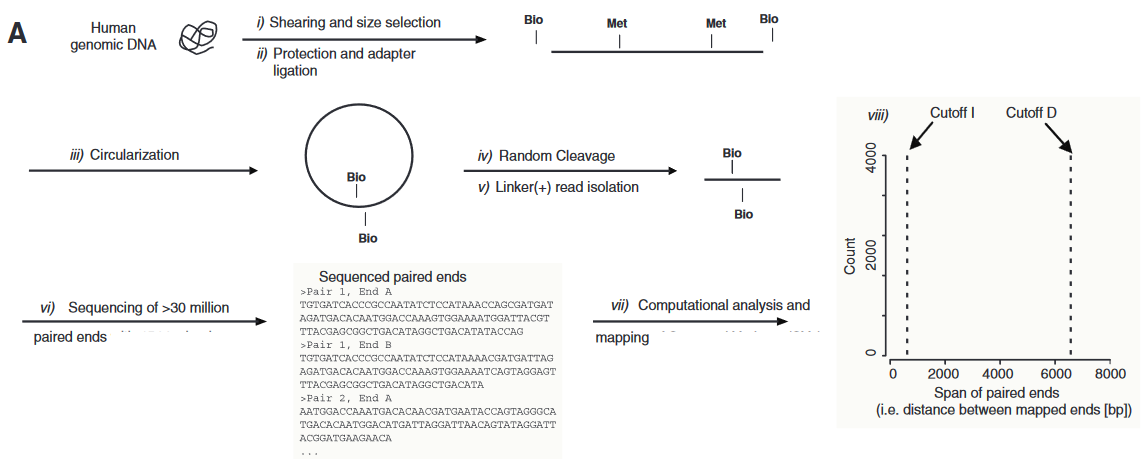 A
Human
genomic DNA
i) Shearing and size selection
ii) Protection and adapter
ligation
Bio
Met
Met
Bio
iii) Circularization
Bio
Bio
iv) Random Cleavage
v) Linker(+) read isolation
Bio
Bio
vi) Sequencing of >30 million
paired ends
Sequenced paired ends
>Pair 1, End A
TGTGATCACCCGCCAATATCTCCATAAACCAGCGATGAT
AGATGACACAATGGACCAAAGTGGAAAATGGATTACGT
TTACGAGCGGCTGACATAGGCTGACATATACCAG
>Pair 1, End B
TGTGATCACCCGCCAATATCTCCATAAAACGATGATTAG
AGATGACACAATGGACCAAAGTGGAAAATCAGTAGGAGT
TTACGAGCGGCTGACATAGGCTGACATA
>Pair 2, End A
AATGGACCAAATGACACAACGATGAATACCAGTAGGGCA
TGACACAATGGACATGATTAGGATTAACAGTATAGGATT
ACGGATGAAGAACA
...
vii) Computational analysis and
mapping
viii)
Cutoff I
Cutoff D
4000
2000
0
Count
0 2000 4000 6000 8000
Span of paired ends
(i.e. distance between mapped ends [bp])